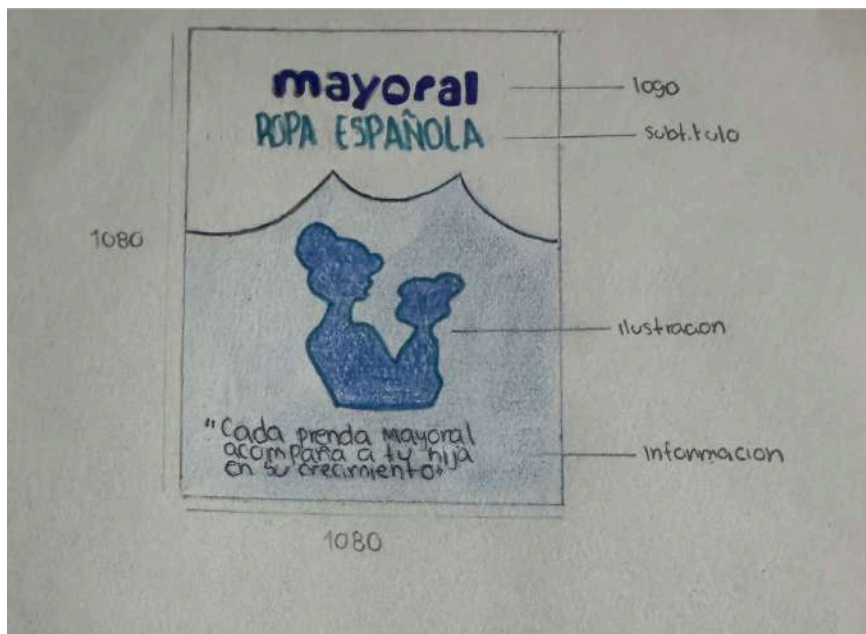 mayoral
ROPA ESPAÑOLA
logo
subtitulo
1080
ilustracion
"Cada prenda mayoral
acompaña a tu hija
en su crecimiento"
informacion
1080